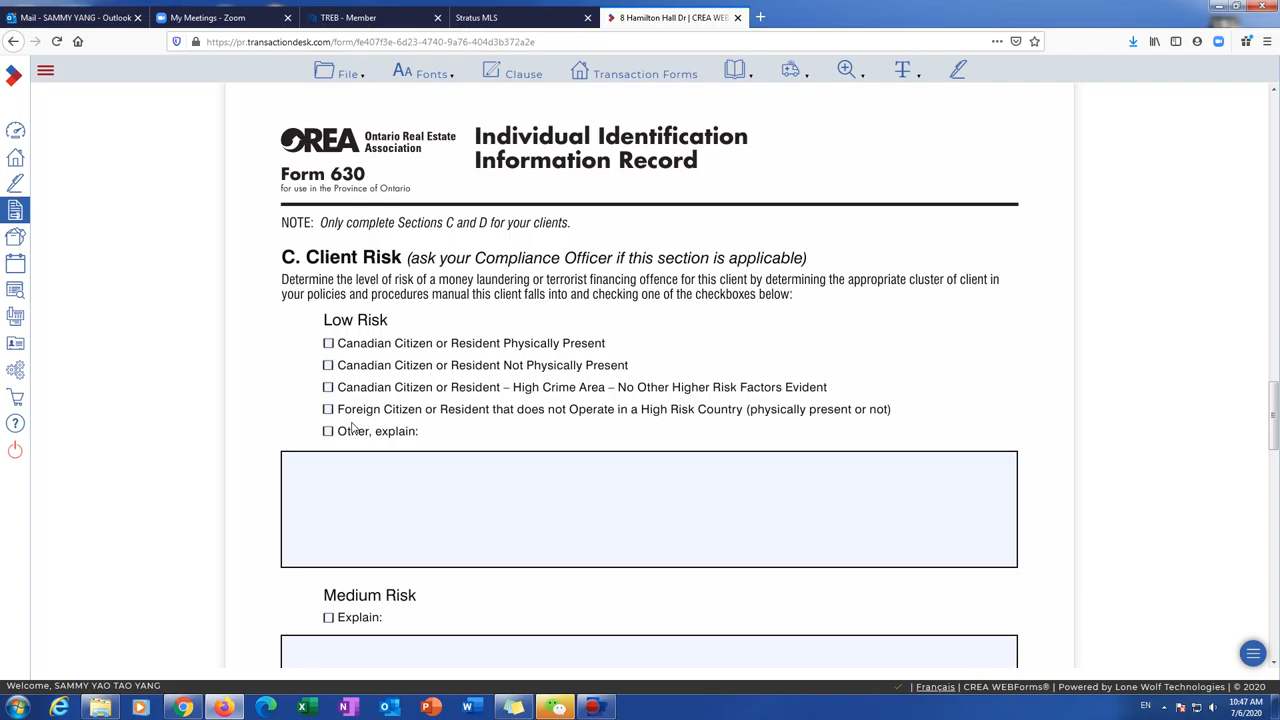 Mail - SAMMY YANG - Outlook
My Meetings - Zoom
TREB - Member
Stratus MLS
8 Hamilton Hall Dr | CREA WEB
https://pr.transactiondesk.com/form/fe407f3e-6d23-4740-9a76-404d3b372a2e
File
Fonts
Clause
Transaction Forms
OREA Ontario Real Estate Association
Form 630
for use in the Province of Ontario
Individual Identification
Information Record
NOTE: Only complete Sections C and D for your clients.
C. Client Risk (ask your Compliance Officer if this section is applicable)
Determine the level of risk of a money laundering or terrorist financing offence for this client by determining the appropriate cluster of client in
your policies and procedures manual this client falls into and checking one of the checkboxes below:
Low Risk
Canadian Citizen or Resident Physically Present
Canadian Citizen or Resident Not Physically Present
Canadian Citizen or Resident – High Crime Area – No Other Higher Risk Factors Evident
Foreign Citizen or Resident that does not Operate in a High Risk Country (physically present or not)
Other, explain:
Medium Risk
Explain:
Welcome, SAMMY YAO TAO YANG
| Français | CREA WEBForms® | Powered by Lone Wolf Technologies | © 2020
EN
10:47 AM
7/6/2020